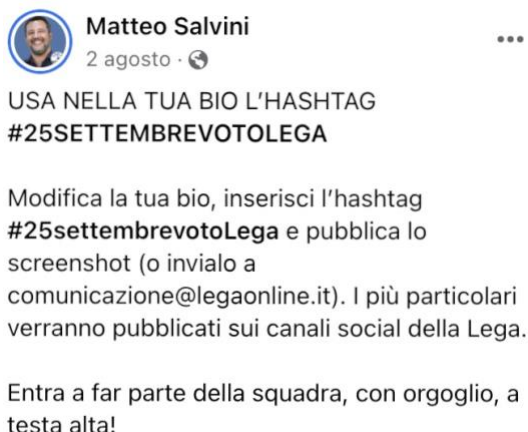 Matteo Salvini
2 agosto ·
USA NELLA TUA BIO L'HASHTAG
#25SETTEMBREVOTOLEGA
Modifica la tua bio, inserisci l'hashtag
#25settembrevotoLega e pubblica lo
screenshot (o invialo a
comunicazione@legaonline.it). I più particolari
verranno pubblicati sui canali social della Lega.
Entra a far parte della squadra, con orgoglio, a
testa alta!